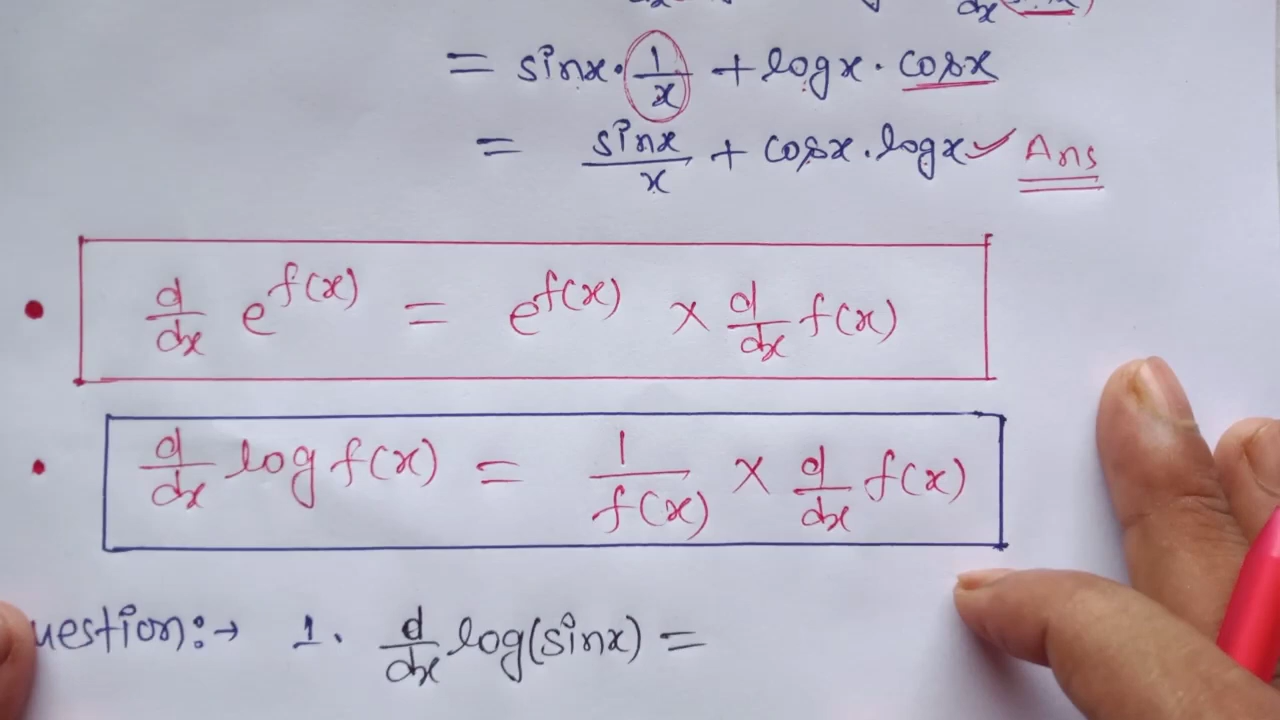 = sinx · 1/x + logx · cosx
= sinx/x + cosx . logx ✓ Ans
• d/dx e^f(x) = e^f(x) × d/dx f(x)
• d/dx log f(x) = 1/f(x) × d/dx f(x)
uestion:→ 1. d/dx log(sinx) =